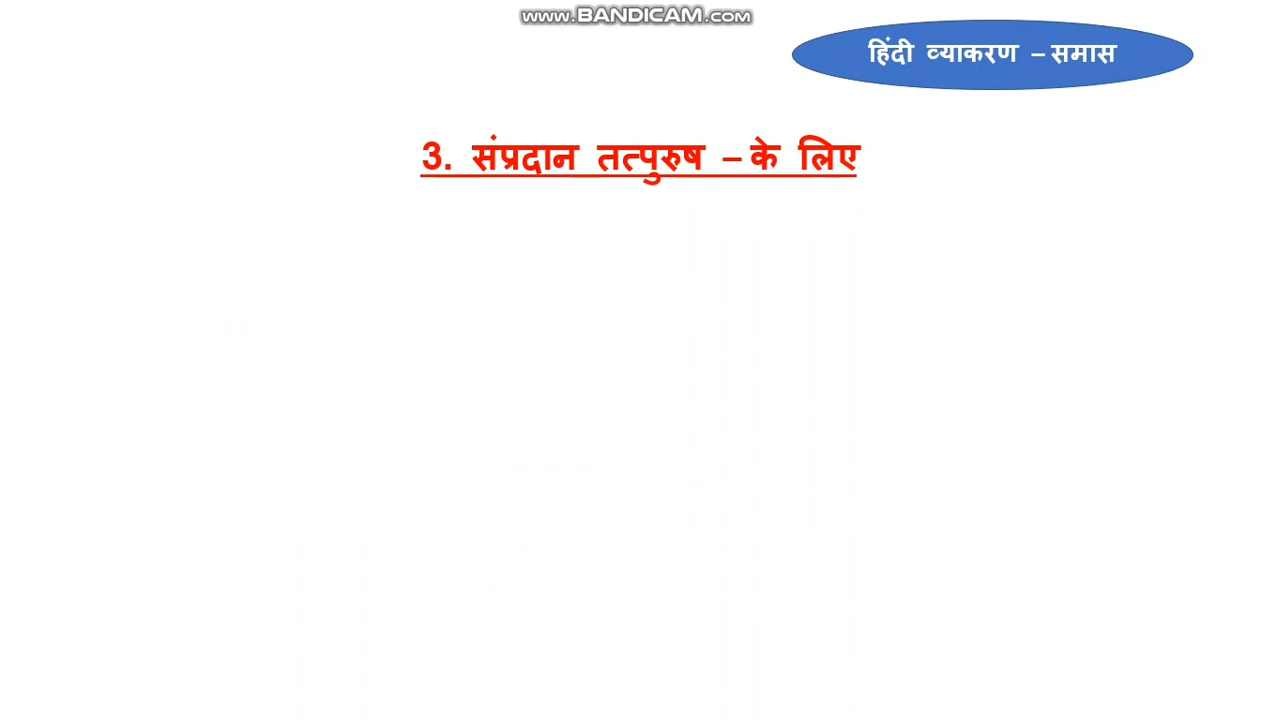 www.BANDICAM.com
हिंदी व्याकरण – समास
3. संप्रदान तत्पुरुष – के लिए